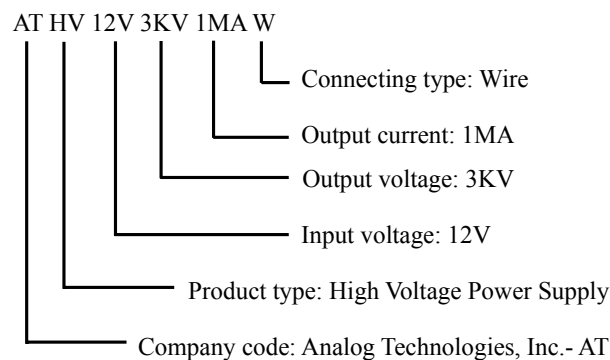 AT HV 12V 3KV 1MA W
Connecting type: Wire
Output current: 1MA
Output voltage: 3KV
Input voltage: 12V
Product type: High Voltage Power Supply
Company code: Analog Technologies, Inc.- AT